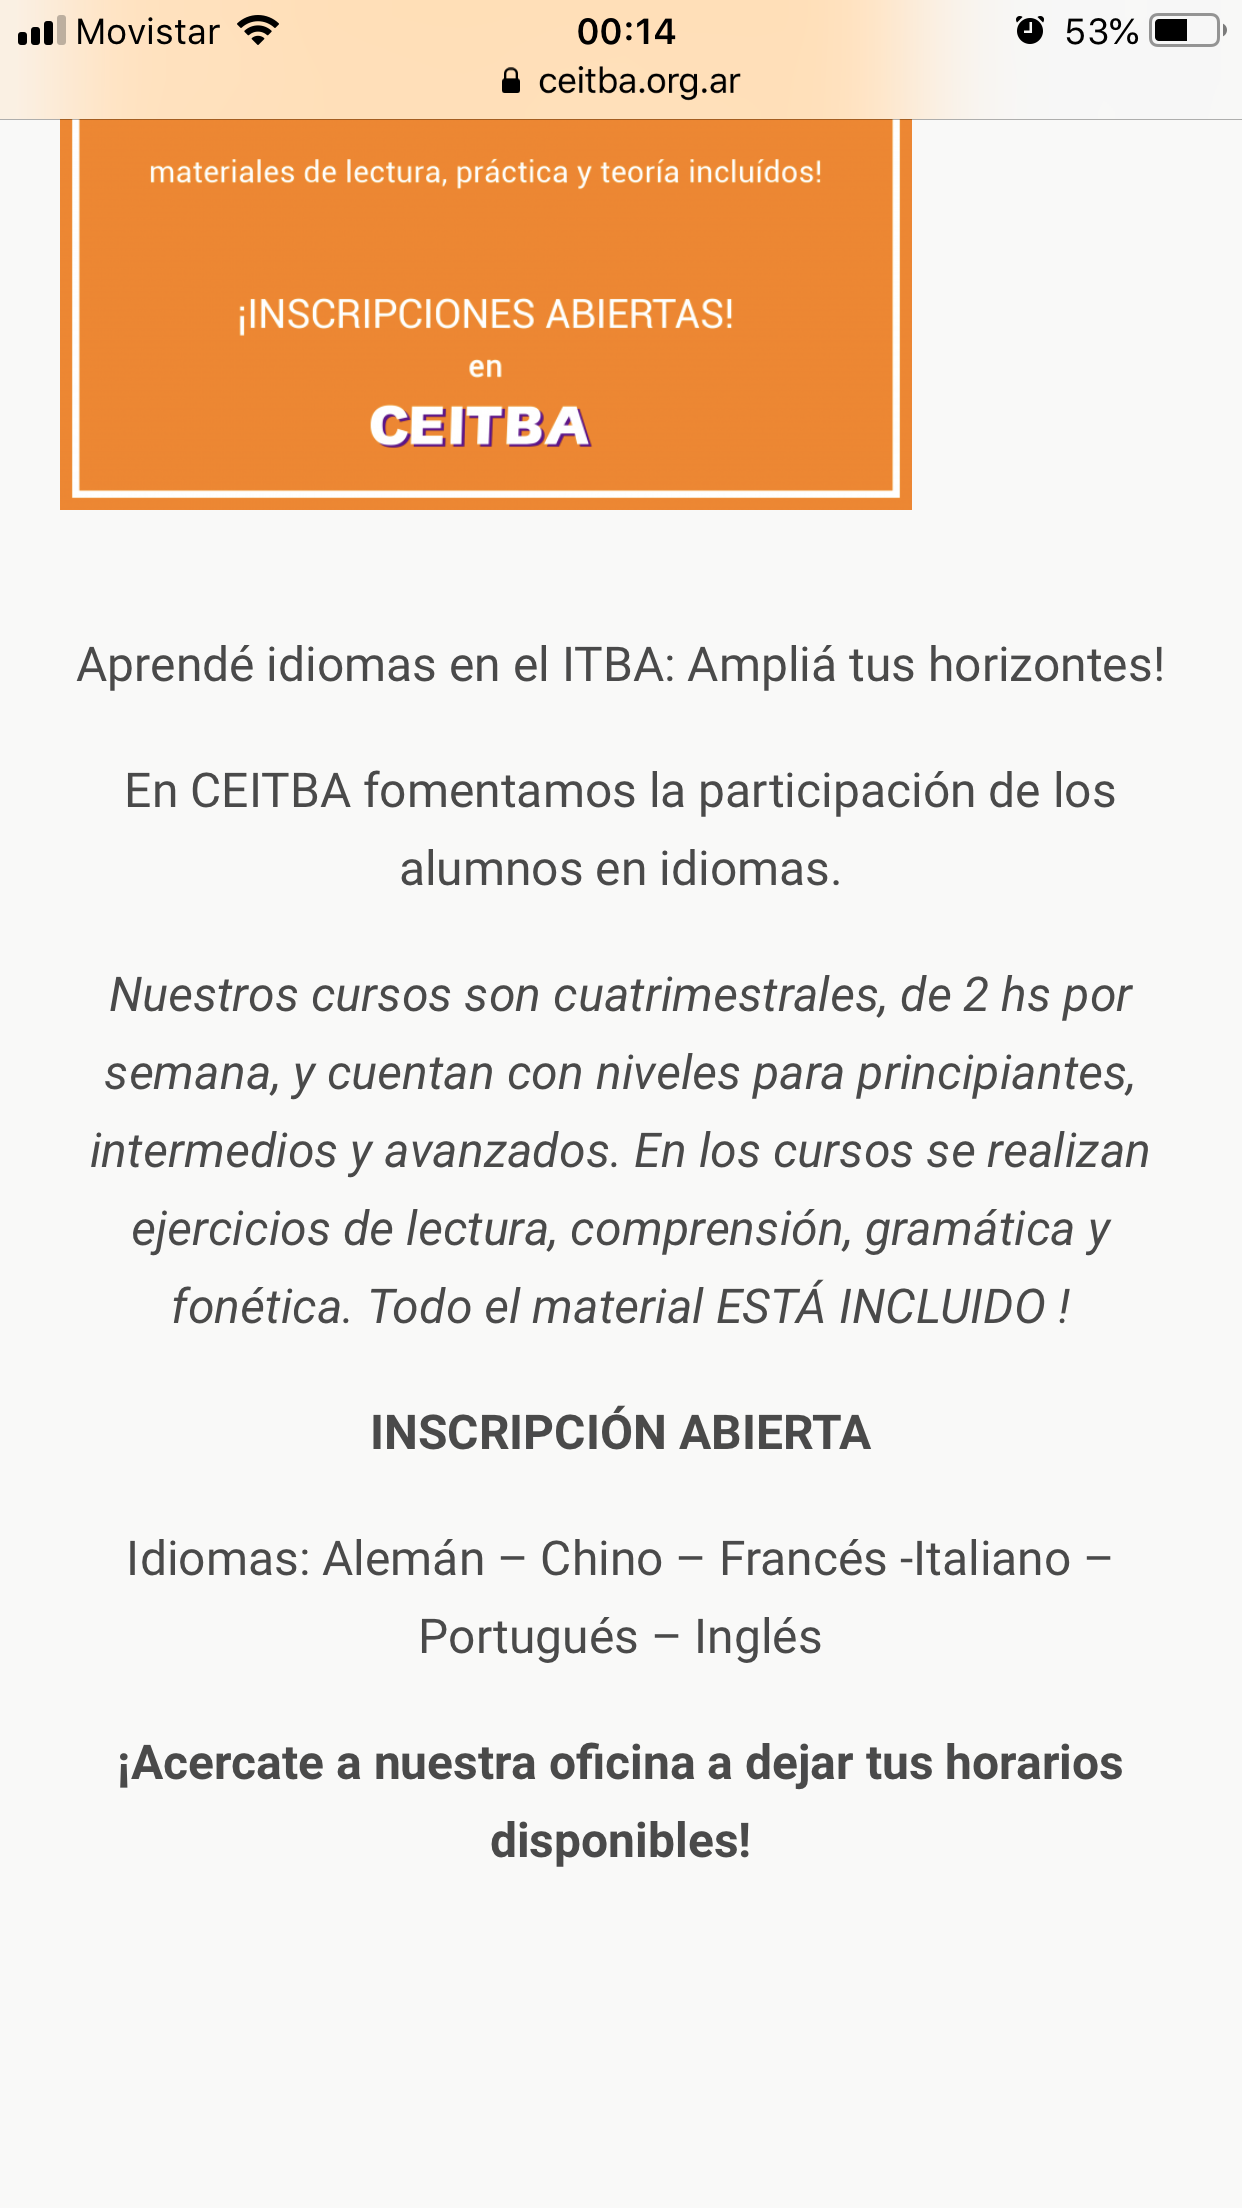 Movistar 00:14 53%
ceitba.org.ar
materiales de lectura, práctica y teoría incluídos!
¡INSCRIPCIONES ABIERTAS!
en
CEITBA
Aprendé idiomas en el ITBA: Ampliá tus horizontes!
En CEITBA fomentamos la participación de los
alumnos en idiomas.
Nuestros cursos son cuatrimestrales, de 2 hs por
semana, y cuentan con niveles para principiantes,
intermedios y avanzados. En los cursos se realizan
ejercicios de lectura, comprensión, gramática y
fonética. Todo el material ESTÁ INCLUIDO !
INSCRIPCIÓN ABIERTA
Idiomas: Alemán – Chino – Francés -Italiano –
Portugués – Inglés
¡Acercate a nuestra oficina a dejar tus horarios
disponibles!